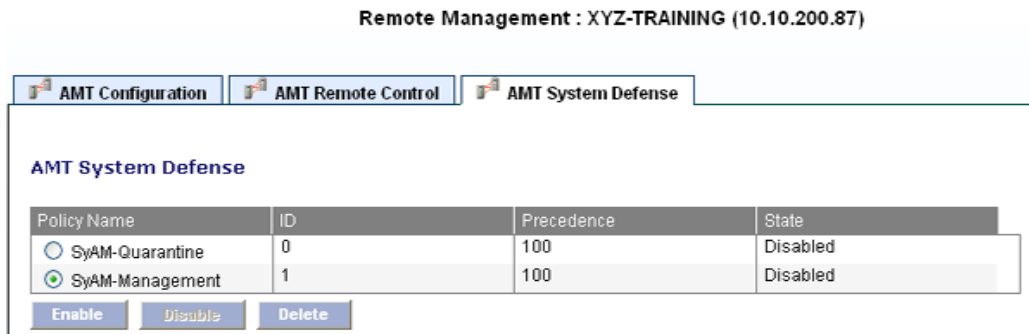 Remote Management : XYZ-TRAINING (10.10.200.87)
AMT Configuration AMT Remote Control AMT System Defense
AMT System Defense
Policy Name ID Precedence State
SyAM-Quarantine 0 100 Disabled
SyAM-Management 1 100 Disabled
Enable Disable Delete